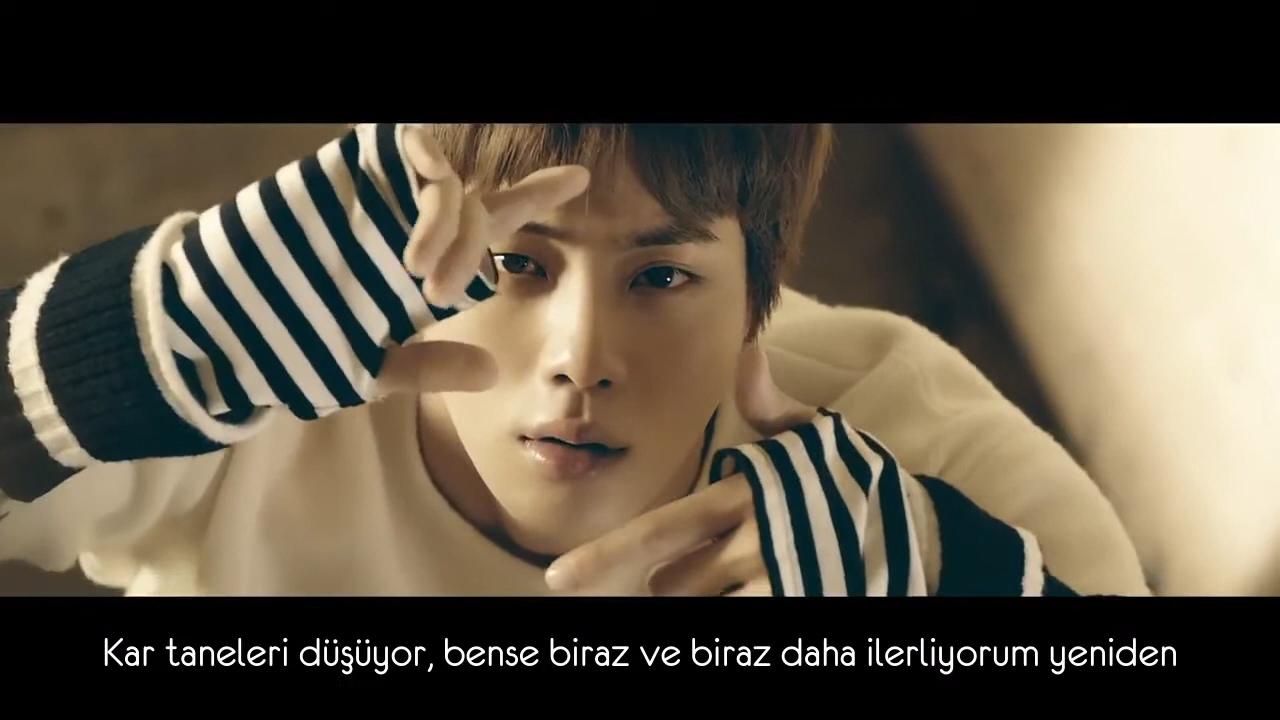 Kar taneleri düşüyor, bense biraz ve biraz daha ilerliyorum yeniden